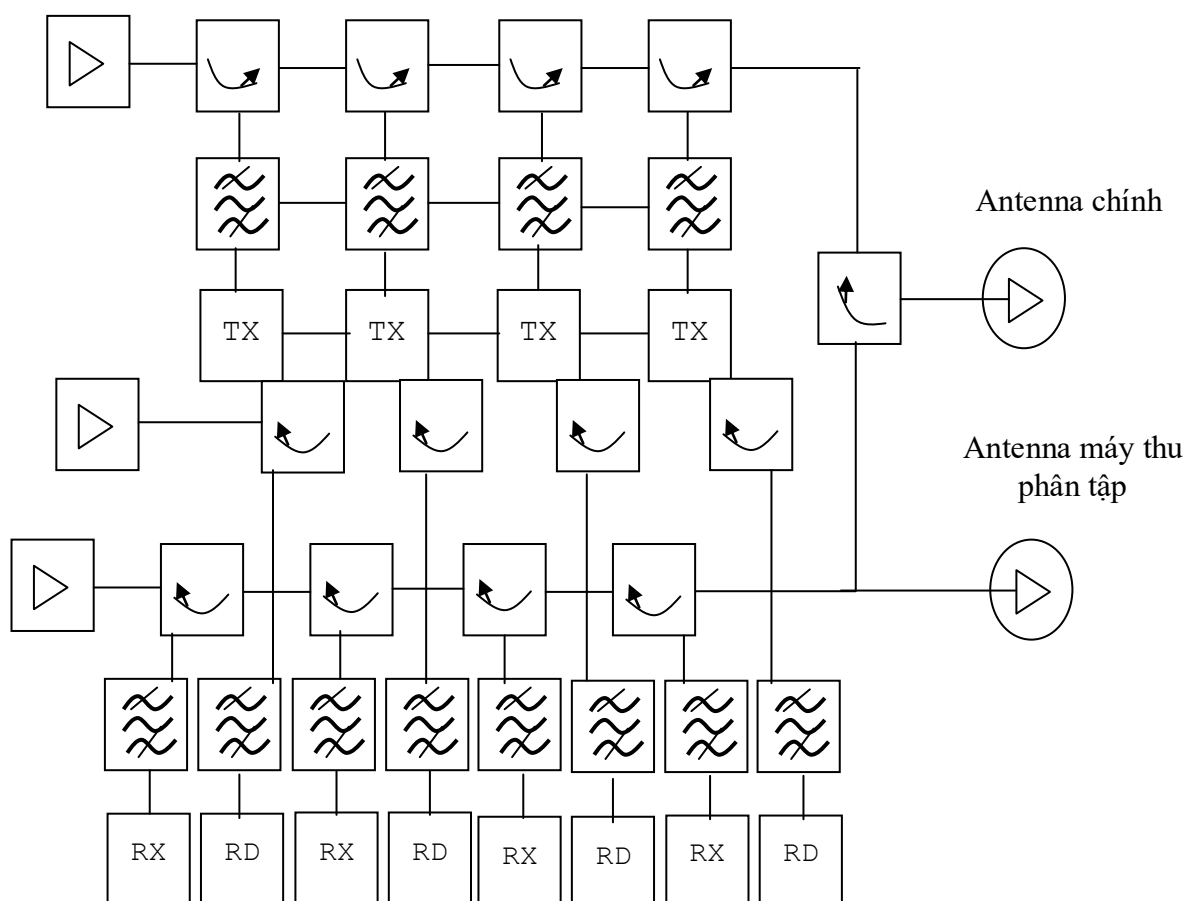 Antenna chính
TX TX TX TX
Antenna máy thu
phân tập
RX RD RX RD RX RD RX RD